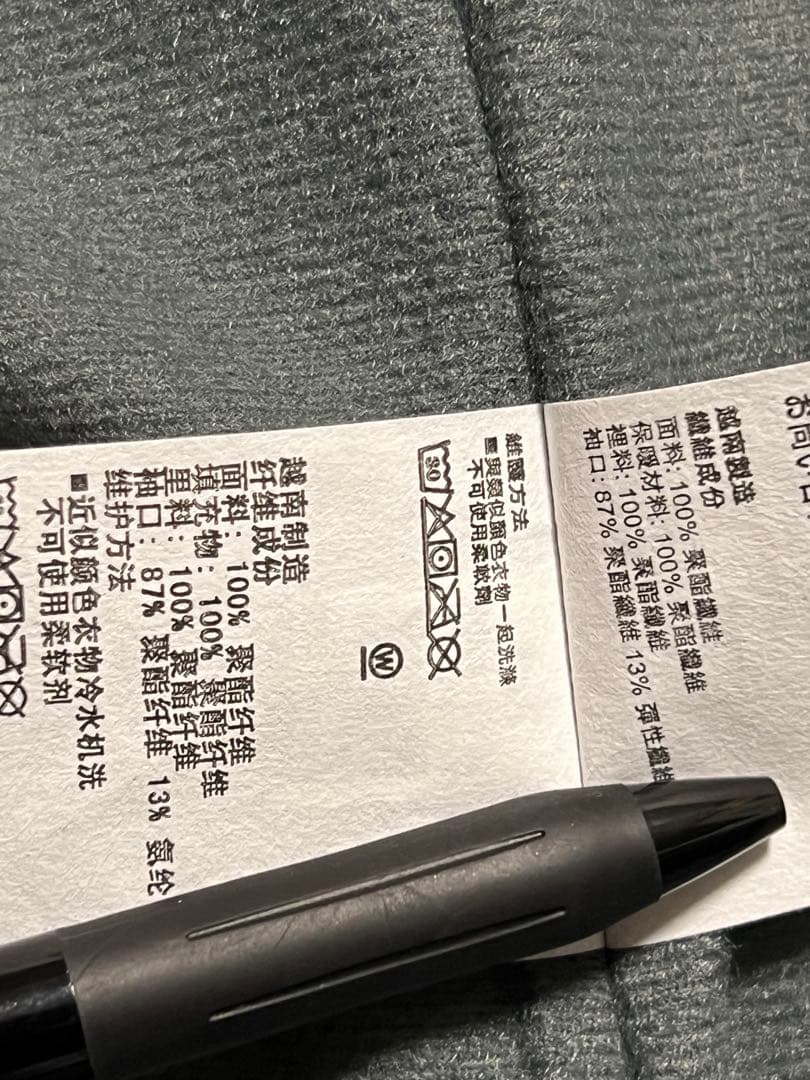 お問い合
越南製造
纖維成份
面料: 100% 聚酯纖維
保暖材料: 100% 聚酯纖維
裡料: 100% 聚酯纖維
袖口: 87% 聚酯纖維 13% 彈性纖維
維護方法
■與類似顏色衣物一起洗滌
不可使用柔軟劑
30
W
越南制造
纤维成份
面料: 100% 聚酯纤维
填充物: 100% 聚酯纤维
里料: 100% 聚酯纤维
袖口: 87% 聚酯纤维 13% 氨纶
维护方法
■近似颜色衣物冷水机洗
不可使用柔软剂